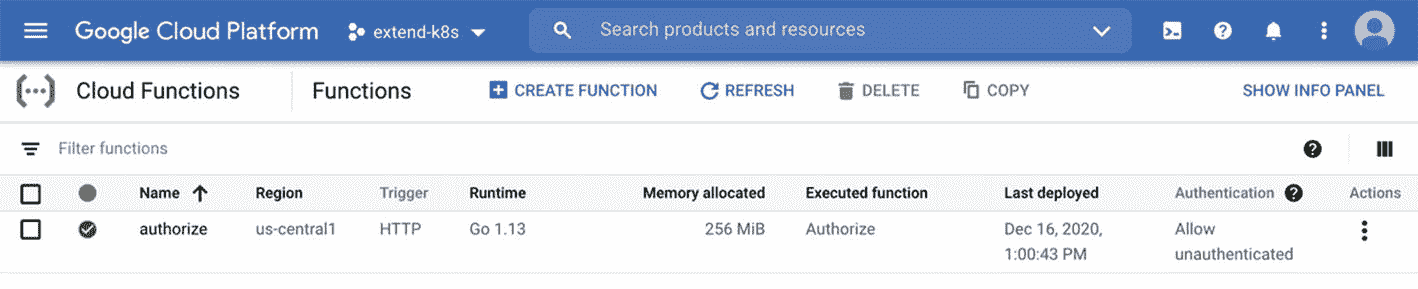 Google Cloud Platform extend-k8s Search products and resources
Cloud Functions Functions CREATE FUNCTION REFRESH DELETE COPY SHOW INFO PANEL
Filter functions
Name Region Trigger Runtime Memory allocated Executed function Last deployed Authentication Actions
authorize us-central1 HTTP Go 1.13 256 MiB Authorize Dec 16, 2020, Allow
1:00:43 PM unauthenticated